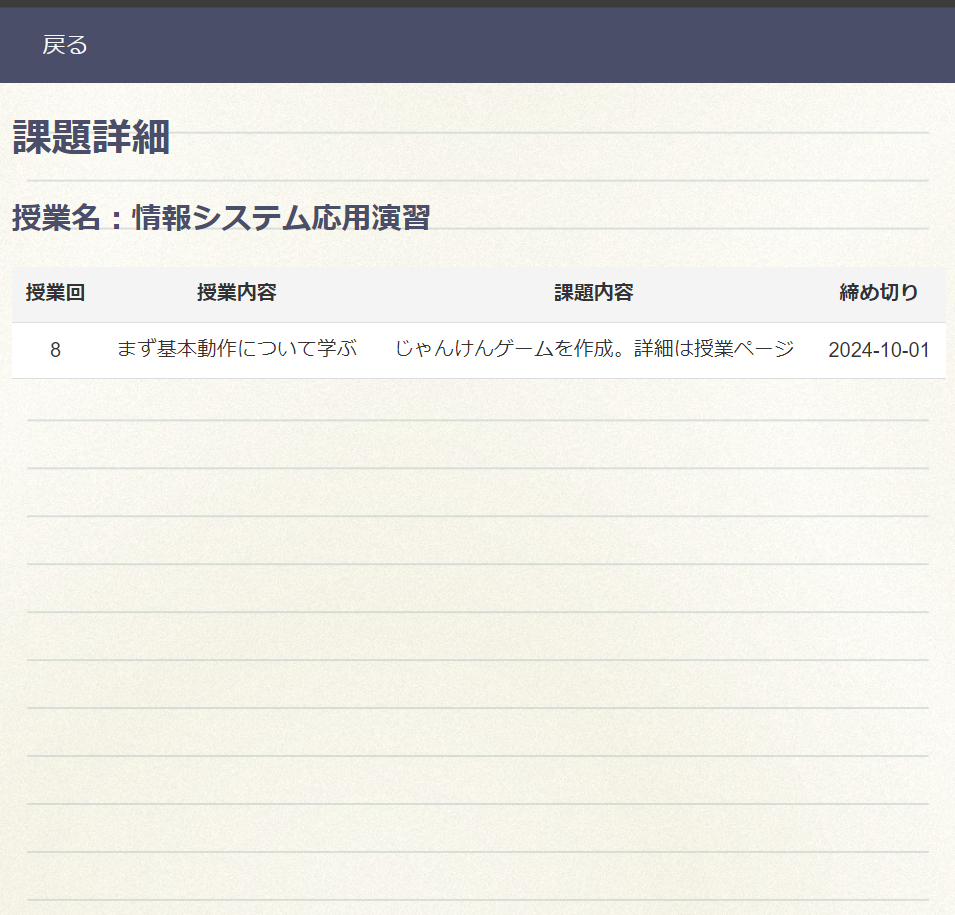 戻る
課題詳細
授業名：情報システム応用演習
授業回 授業内容 課題内容 締め切り
8 まず基本動作について学ぶ じゃんけんゲームを作成。詳細は授業ページ 2024-10-01